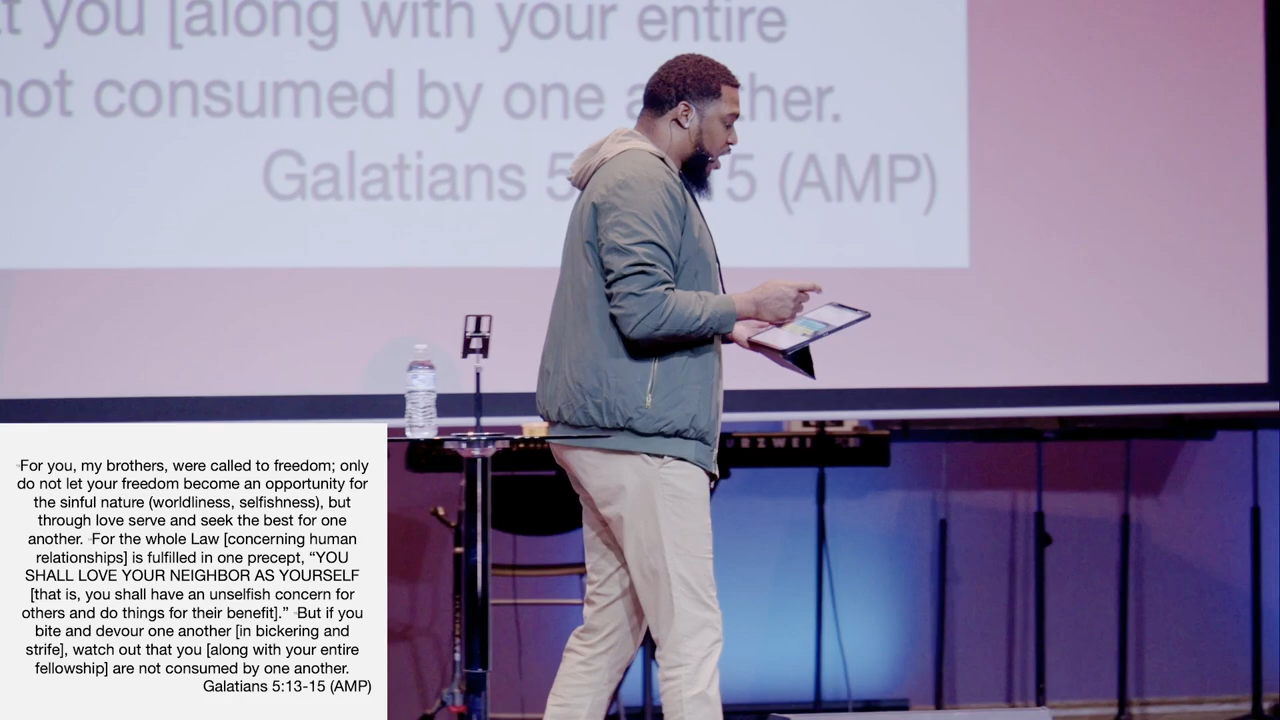 t you [along with your entire
not consumed by one ther.
Galatians 5 5 (AMP)
URZWEI
For you, my brothers, were called to freedom; only
do not let your freedom become an opportunity for
the sinful nature (worldliness, selfishness), but
through love serve and seek the best for one
another. For the whole Law [concerning human
relationships] is fulfilled in one precept, “YOU
SHALL LOVE YOUR NEIGHBOR AS YOURSELF
[that is, you shall have an unselfish concern for
others and do things for their benefit].” But if you
bite and devour one another [in bickering and
strife], watch out that you [along with your entire
fellowship] are not consumed by one another.
Galatians 5:13-15 (AMP)